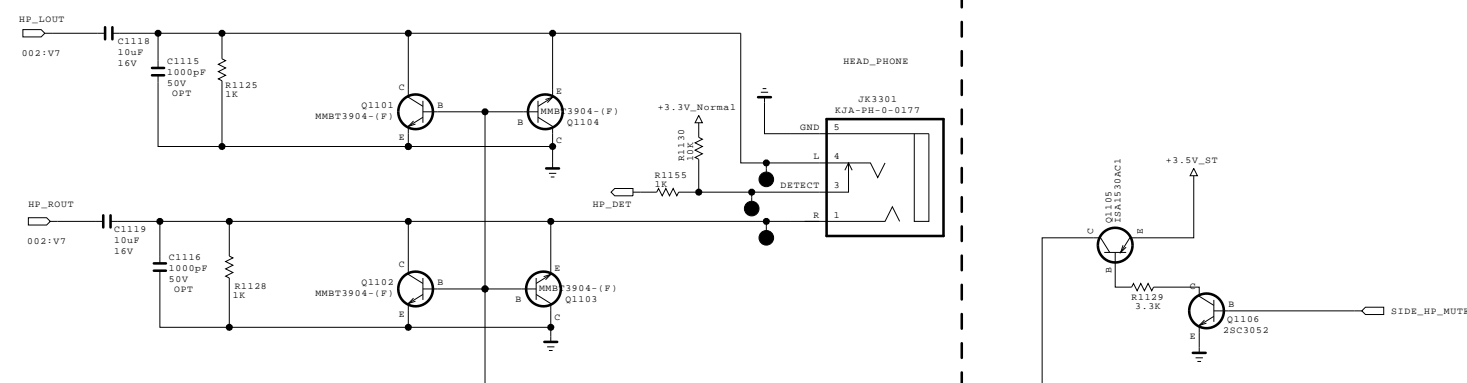 HP_LOUT
002:V7
C1118
10uF
16V
C1115
1000pF
50V
OPT
R1125
1K
C
Q1101
MMBT3904-(F)
B
E
E
MMBT3904-(F)
B
Q1104
C
HP_ROUT
002:V7
C1119
10uF
16V
C1116
1000pF
50V
OPT
R1128
1K
C
Q1102
MMBT3904-(F)
B
E
E
MMBT3904-(F)
B
Q1103
C
+3.3V_Normal
R1130
10K
R1155
1K
HP_DET
HEAD_PHONE
JK3301
KJA-PH-0-0177
GND 5
L 4
DETECT 3
R 1
Q1105
ISA1530AC1
C
E
B
+3.5V_ST
R1129
3.3K
C
B
Q1106
2SC3052
E
SIDE_HP_MUTE